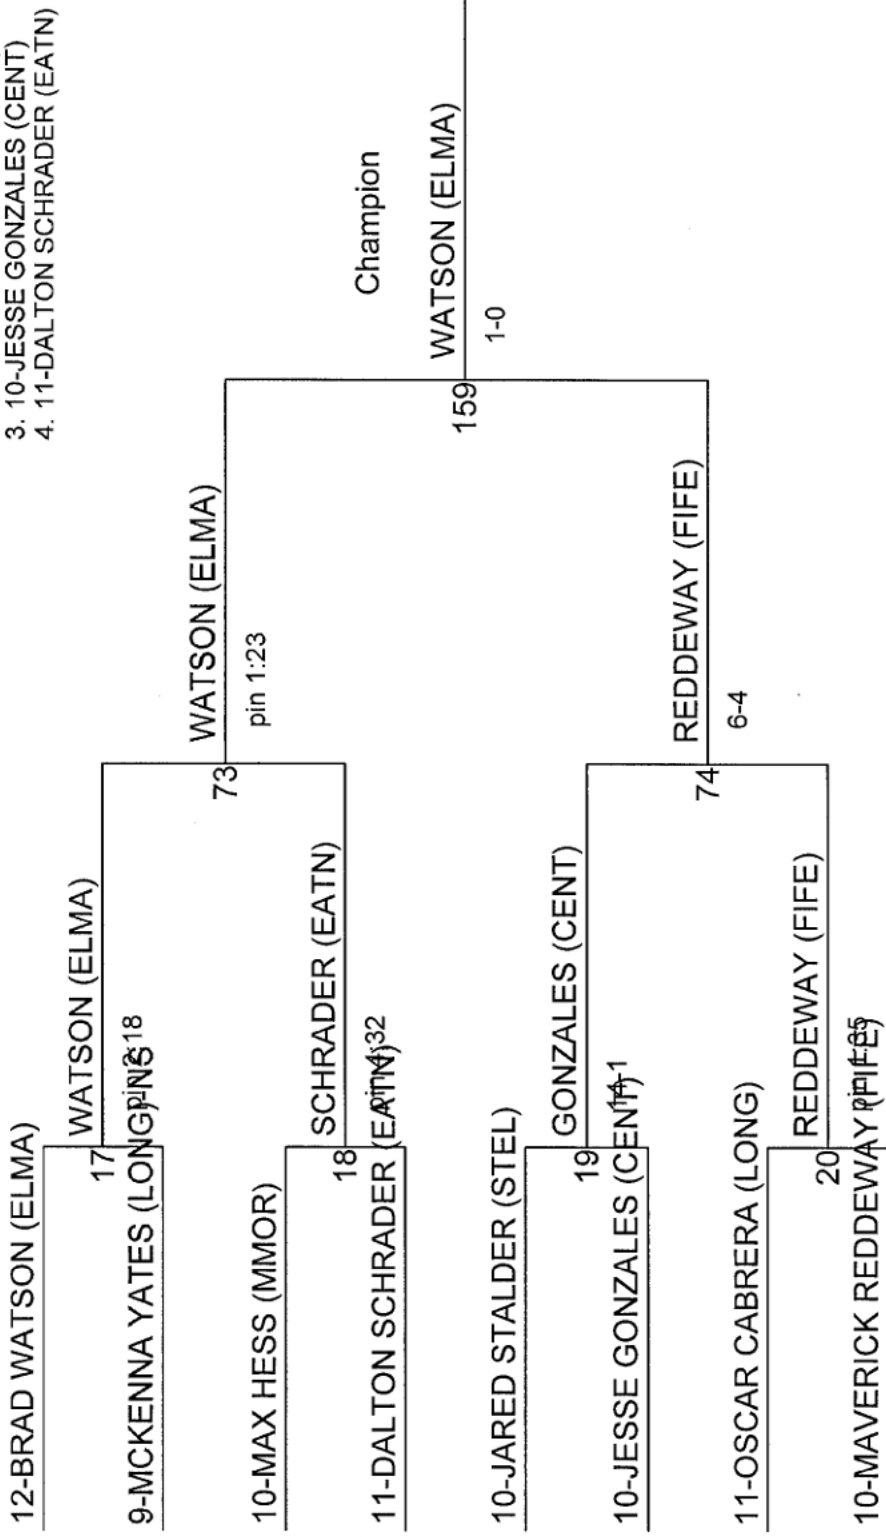 3. 10-JESSE GONZALES (CENT)
4. 11-DALTON SCHRADER (EATN)
12-BRAD WATSON (ELMA)
17
WATSON (ELMA)
9-MCKENNA YATES (LONG)-NS
73
WATSON (ELMA)
pin 1:23
10-MAX HESS (MMOR)
18
SCHRADER (EATN)
11-DALTON SCHRADER (EATN)
Champion
159
WATSON (ELMA)
1-0
10-JARED STALDER (STEL)
19
GONZALES (CENT)
14-1
10-JESSE GONZALES (CENT)
74
REDDEWAY (FIFE)
6-4
11-OSCAR CABRERA (LONG)
20
REDDEWAY (FIFE)
10-MAVERICK REDDEWAY (FIFE)